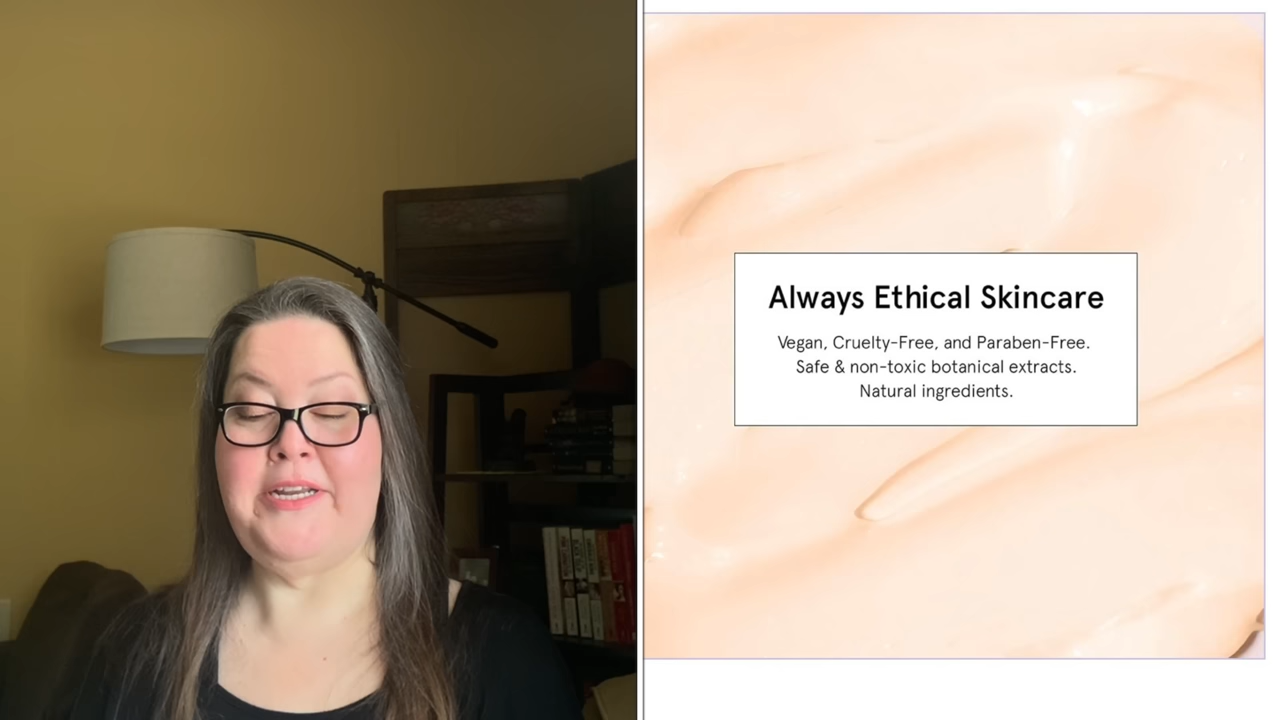 Always Ethical Skincare
Vegan, Cruelty-Free, and Paraben-Free.
Safe & non-toxic botanical extracts.
Natural ingredients.